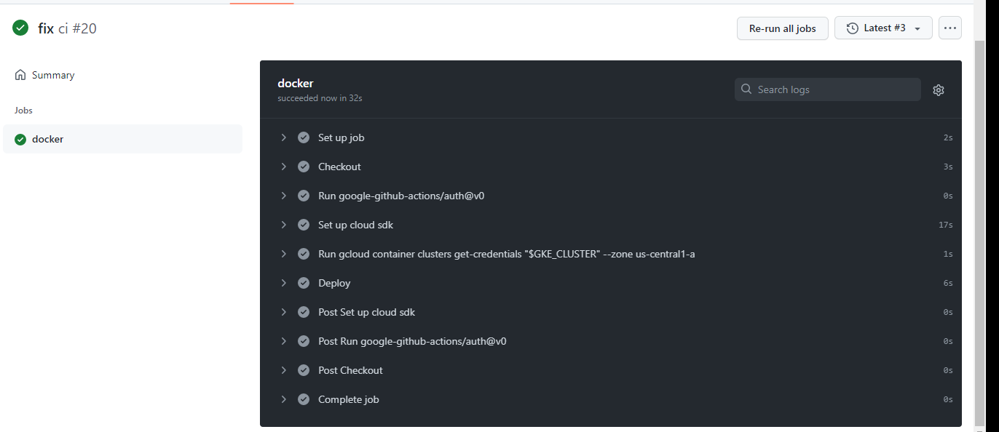 fix ci #20
Re-run all jobs
Latest #3
Summary
Jobs
docker
docker
succeeded now in 32s
Search logs
Set up job 2s
Checkout 3s
Run google-github-actions/auth@v0 0s
Set up cloud sdk 17s
Run gcloud container clusters get-credentials "$GKE_CLUSTER" --zone us-central1-a 1s
Deploy 6s
Post Set up cloud sdk 0s
Post Run google-github-actions/auth@v0 0s
Post Checkout 0s
Complete job 0s